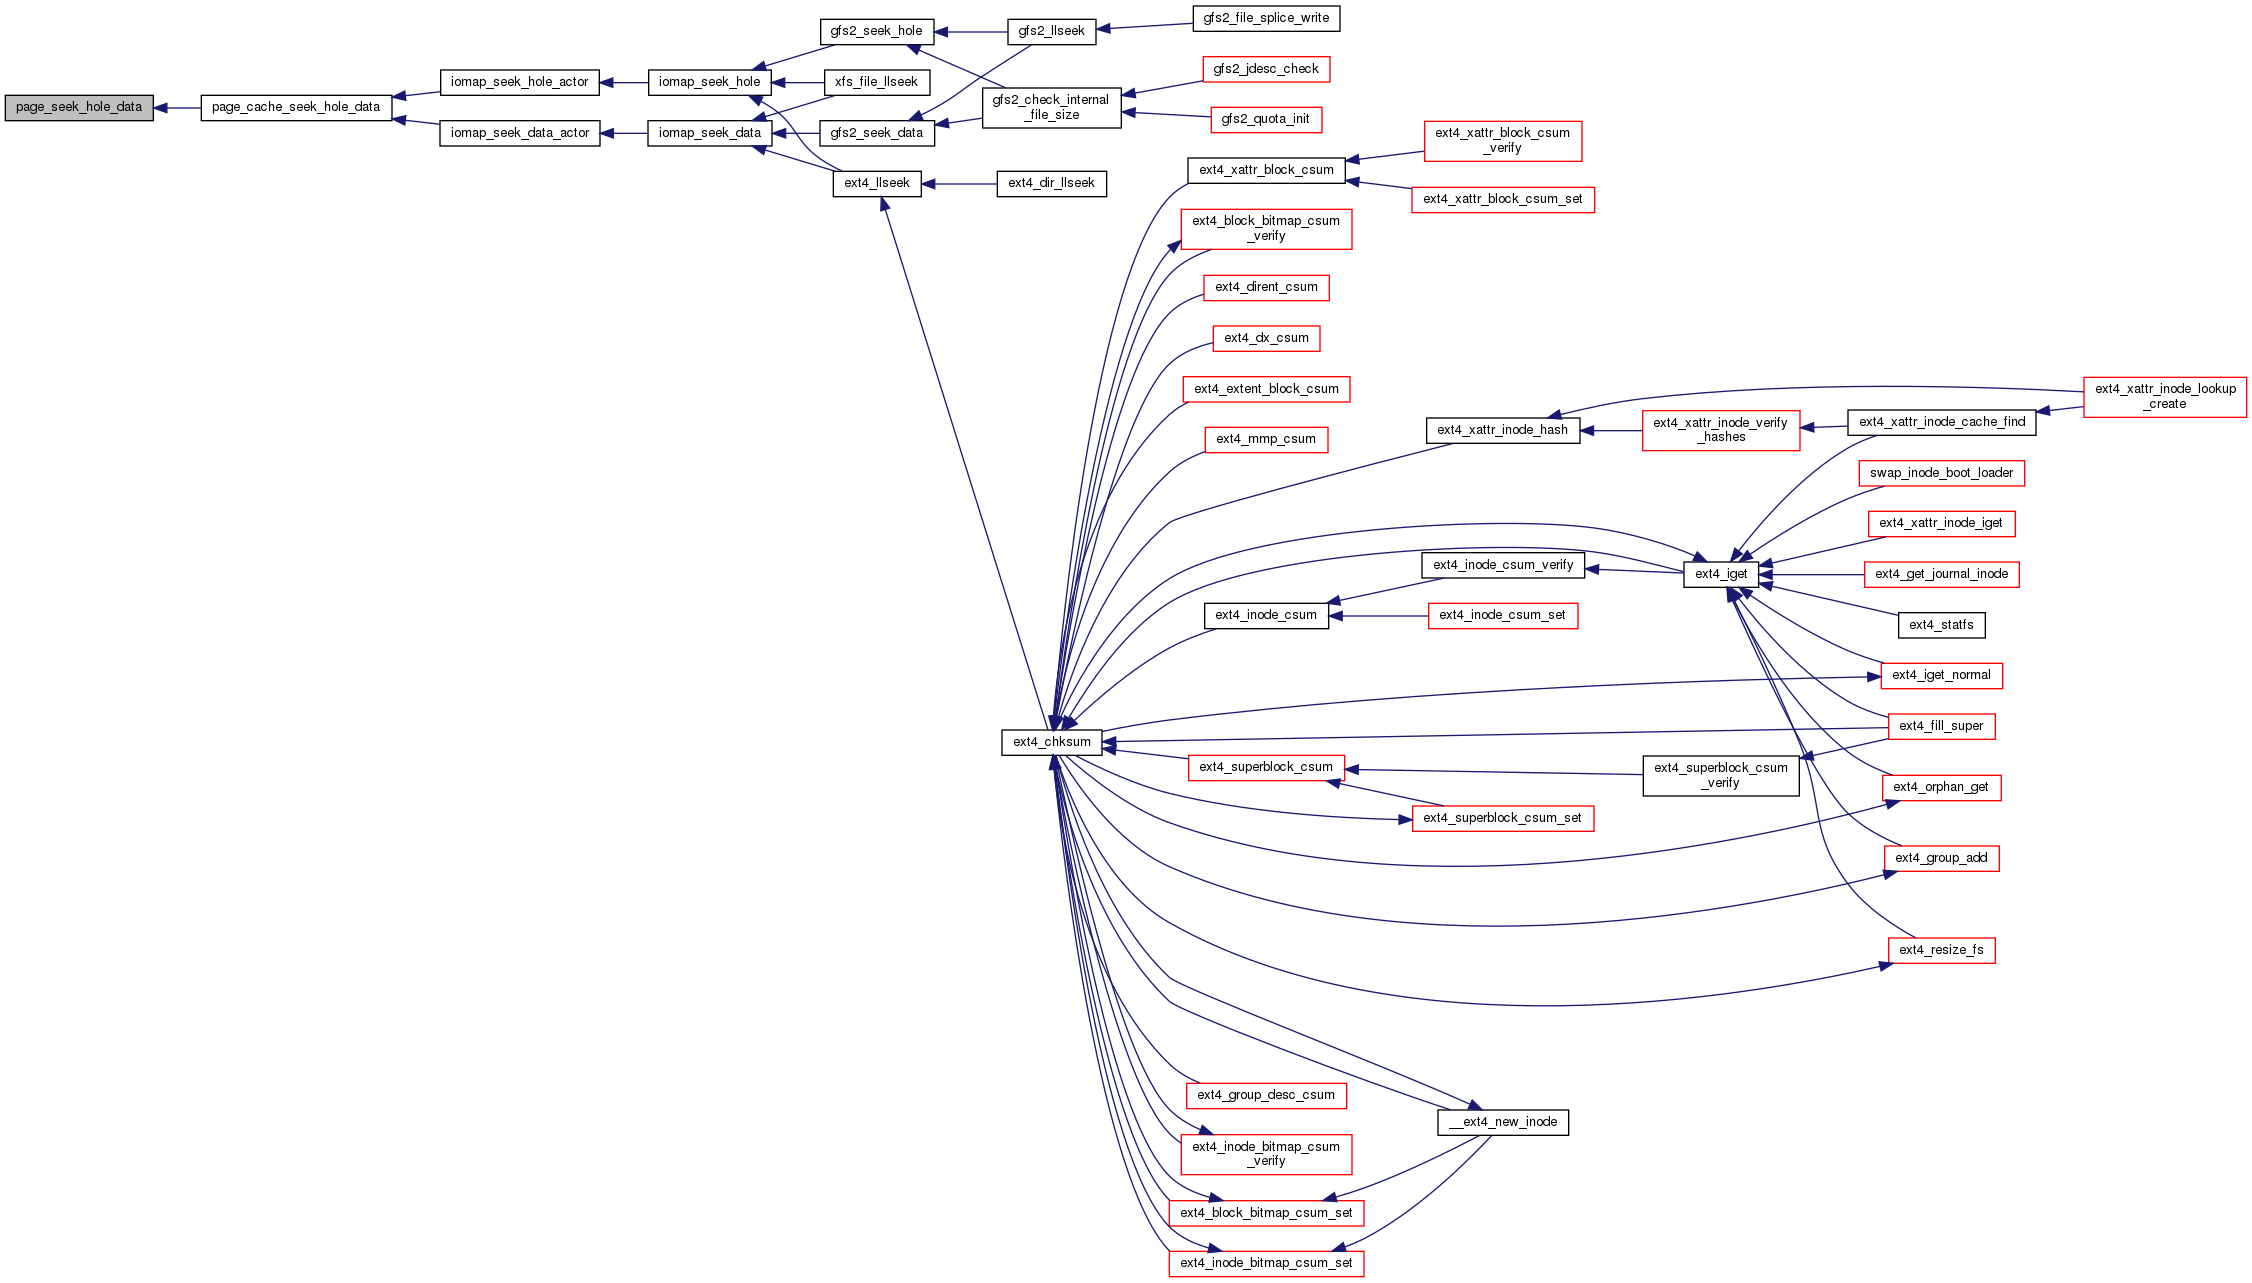 page_seek_hole_data
page_cache_seek_hole_data
iomap_seek_hole_actor
iomap_seek_data_actor
iomap_seek_hole
iomap_seek_data
gfs2_seek_hole
xfs_file_llseek
gfs2_seek_data
ext4_llseek
gfs2_llseek
gfs2_check_internal
_file_size
ext4_dir_llseek
ext4_chksum
gfs2_file_splice_write
gfs2_jdesc_check
gfs2_quota_init
ext4_xattr_block_csum
ext4_block_bitmap_csum
_verify
ext4_dirent_csum
ext4_dx_csum
ext4_extent_block_csum
ext4_mmp_csum
ext4_inode_csum
ext4_superblock_csum
ext4_group_desc_csum
ext4_inode_bitmap_csum
_verify
ext4_block_bitmap_csum_set
ext4_inode_bitmap_csum_set
ext4_xattr_block_csum
_verify
ext4_xattr_block_csum_set
ext4_xattr_inode_hash
ext4_inode_csum_verify
ext4_inode_csum_set
ext4_superblock_csum_set
__ext4_new_inode
ext4_xattr_inode_verify
_hashes
ext4_iget
ext4_superblock_csum
_verify
ext4_xattr_inode_cache_find
swap_inode_boot_loader
ext4_xattr_inode_iget
ext4_get_journal_inode
ext4_statfs
ext4_iget_normal
ext4_fill_super
ext4_orphan_get
ext4_group_add
ext4_resize_fs
ext4_xattr_inode_lookup
_create